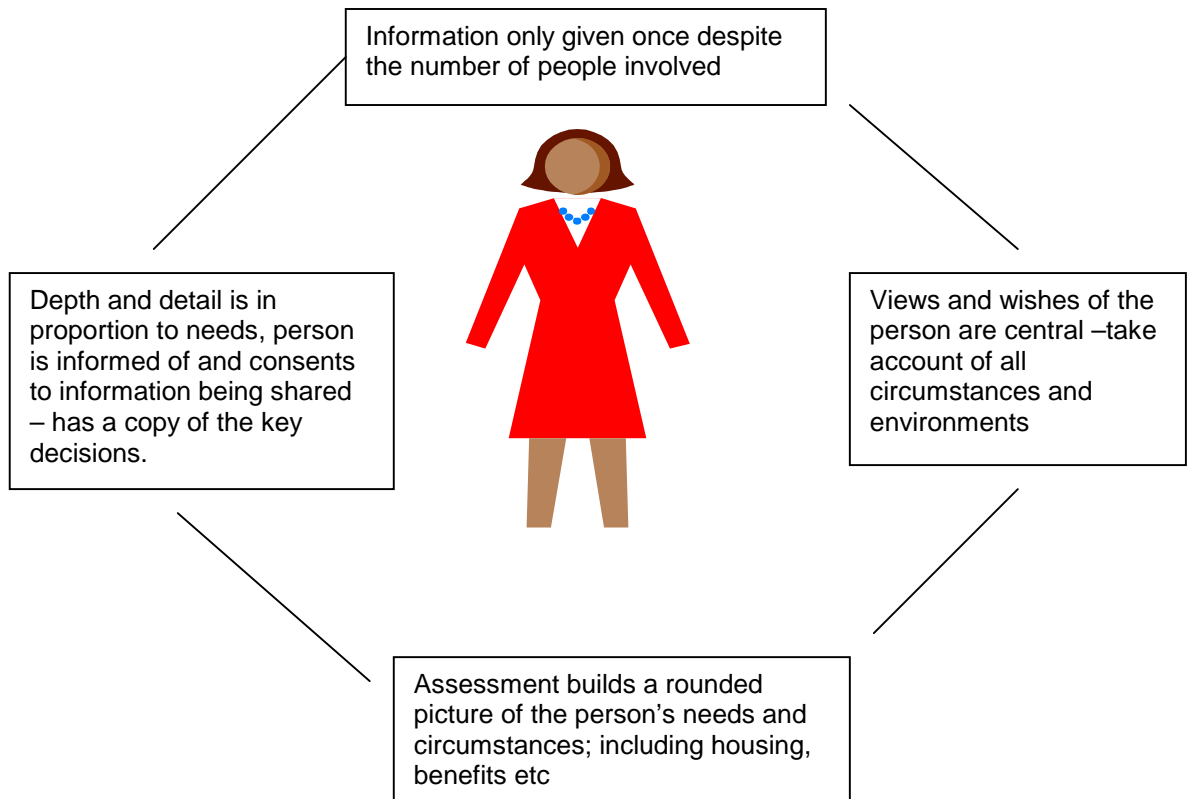 Information only given once despite
the number of people involved
Depth and detail is in
proportion to needs, person
is informed of and consents
to information being shared
– has a copy of the key
decisions.
Views and wishes of the
person are central –take
account of all
circumstances and
environments
Assessment builds a rounded
picture of the person’s needs and
circumstances; including housing,
benefits etc